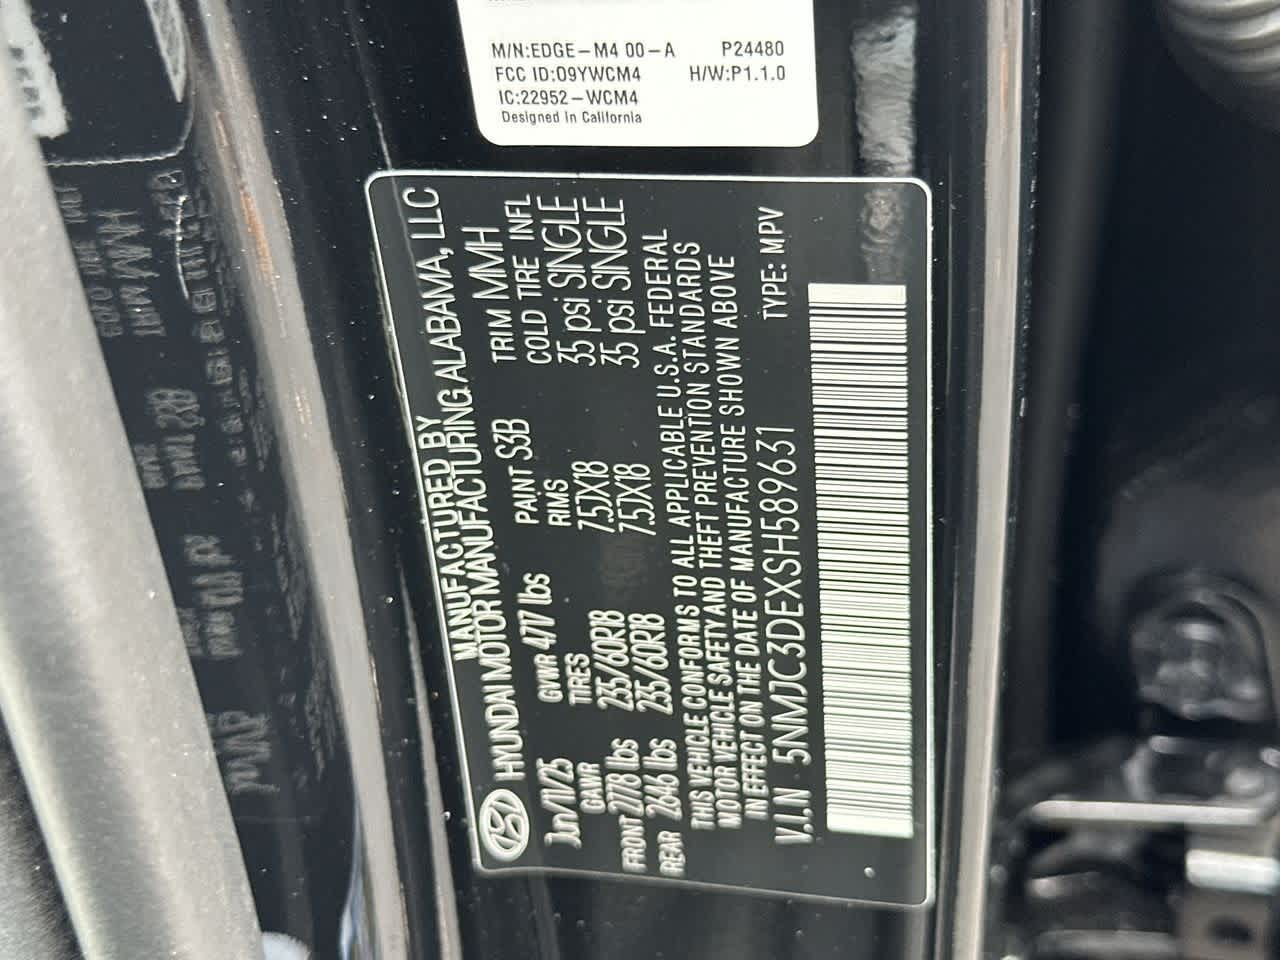 M/N:EDGE-M4 00-A P24480
FCC ID:O9YWCM4 H/W:P1.1.0
IC:22952-WCM4
Designed in California
MANUFACTURED BY
HYUNDAI MOTOR MANUFACTURING ALABAMA, LLC
Jun/17/25 GVWR 4717 lbs PAINT S3B TRIM MMH
GAWR TIRES RIMS COLD TIRE INFL
FRONT 2778 lbs 235/60R18 7.5JX18 35 psi SINGLE
REAR 2646 lbs 235/60R18 7.5JX18 35 psi SINGLE
THIS VEHICLE CONFORMS TO ALL APPLICABLE U.S.A. FEDERAL
MOTOR VEHICLE SAFETY AND THEFT PREVENTION STANDARDS
IN EFFECT ON THE DATE OF MANUFACTURE SHOWN ABOVE
V.I.N 5NMJC3DEXSH589631 TYPE: MPV